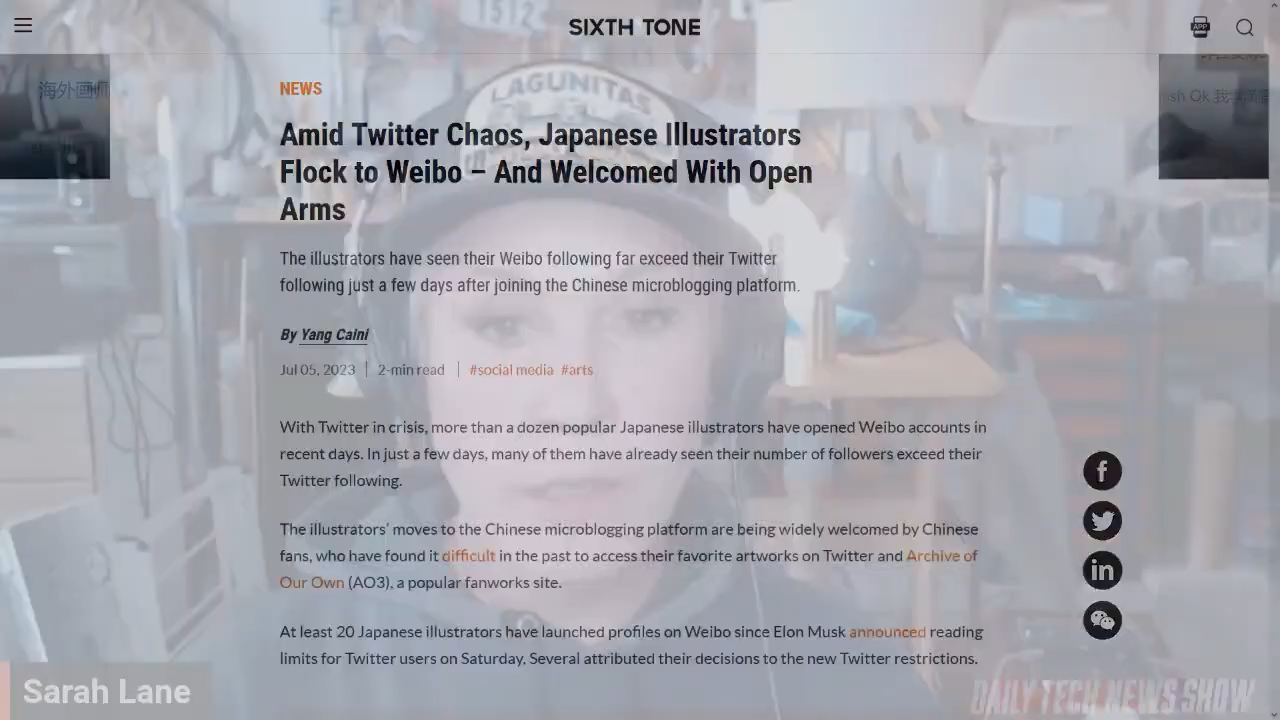 1512
SIXTH TONE
APP
海外画师
sh Ok
LAGUNITAS
NEWS
Amid Twitter Chaos, Japanese Illustrators
Flock to Weibo – And Welcomed With Open
Arms
The illustrators have seen their Weibo following far exceed their Twitter
following just a few days after joining the Chinese microblogging platform.
By Yang Caini
Jul 05, 2023 | 2-min read | #social media #arts
With Twitter in crisis, more than a dozen popular Japanese illustrators have opened Weibo accounts in
recent days. In just a few days, many of them have already seen their number of followers exceed their
Twitter following.
The illustrators' moves to the Chinese microblogging platform are being widely welcomed by Chinese
fans, who have found it difficult in the past to access their favorite artworks on Twitter and Archive of
Our Own (AO3), a popular fanworks site.
At least 20 Japanese illustrators have launched profiles on Weibo since Elon Musk announced reading
limits for Twitter users on Saturday. Several attributed their decisions to the new Twitter restrictions.
Sarah Lane
DAILY TECH NEWS SHOW